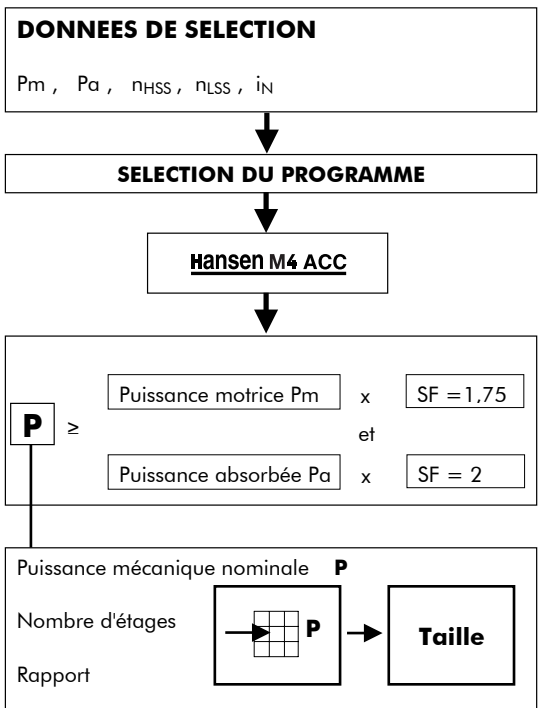 DONNEES DE SELECTION
Pm , Pa , nHSS , nLSS , iN
SELECTION DU PROGRAMME
Hansen M4 ACC
Puissance motrice Pm x SF =1,75
P ≥
et
Puissance absorbée Pa x SF = 2
Puissance mécanique nominale P
Nombre d'étages
P
Taille
Rapport